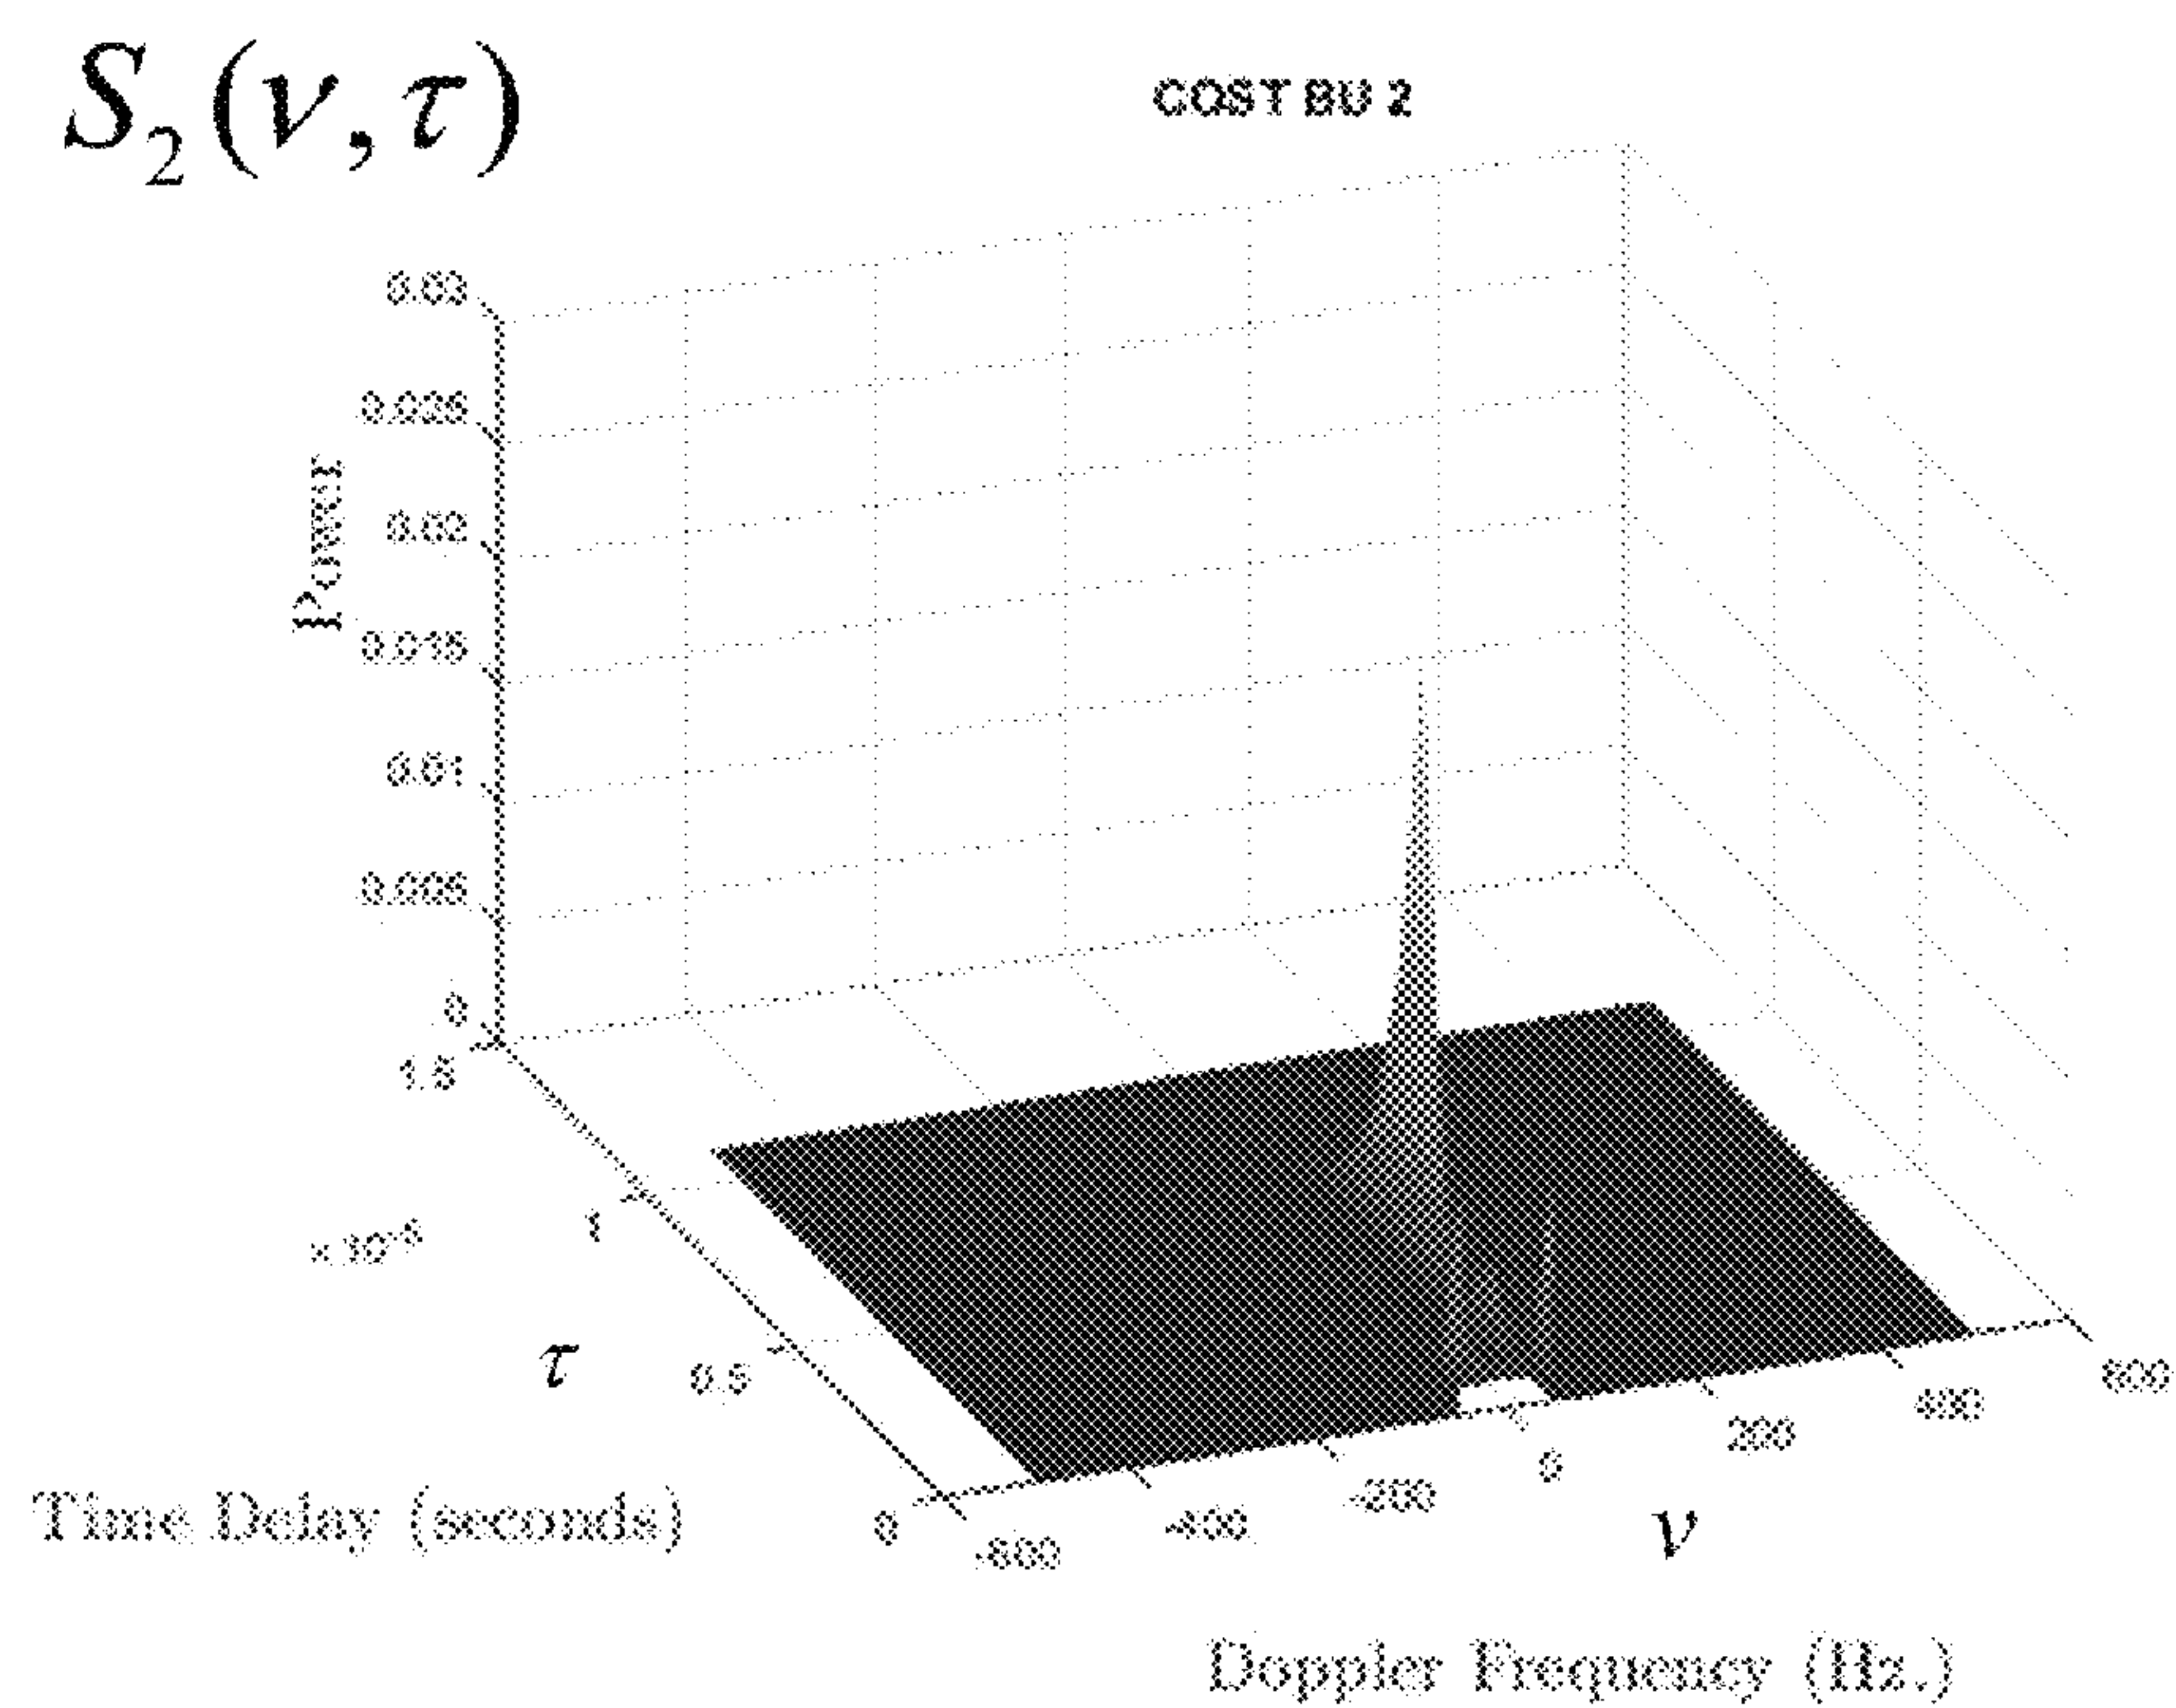 S₂(ν,τ)
COST BU 2
0.03
0.025
0.02
0.015
0.01
0.005
0
Power
1.5
1
0.5
0
× 10⁻⁵
τ
Time Delay (seconds)
-600
-400
-200
0
200
400
600
ν
Doppler Frequency (Hz.)